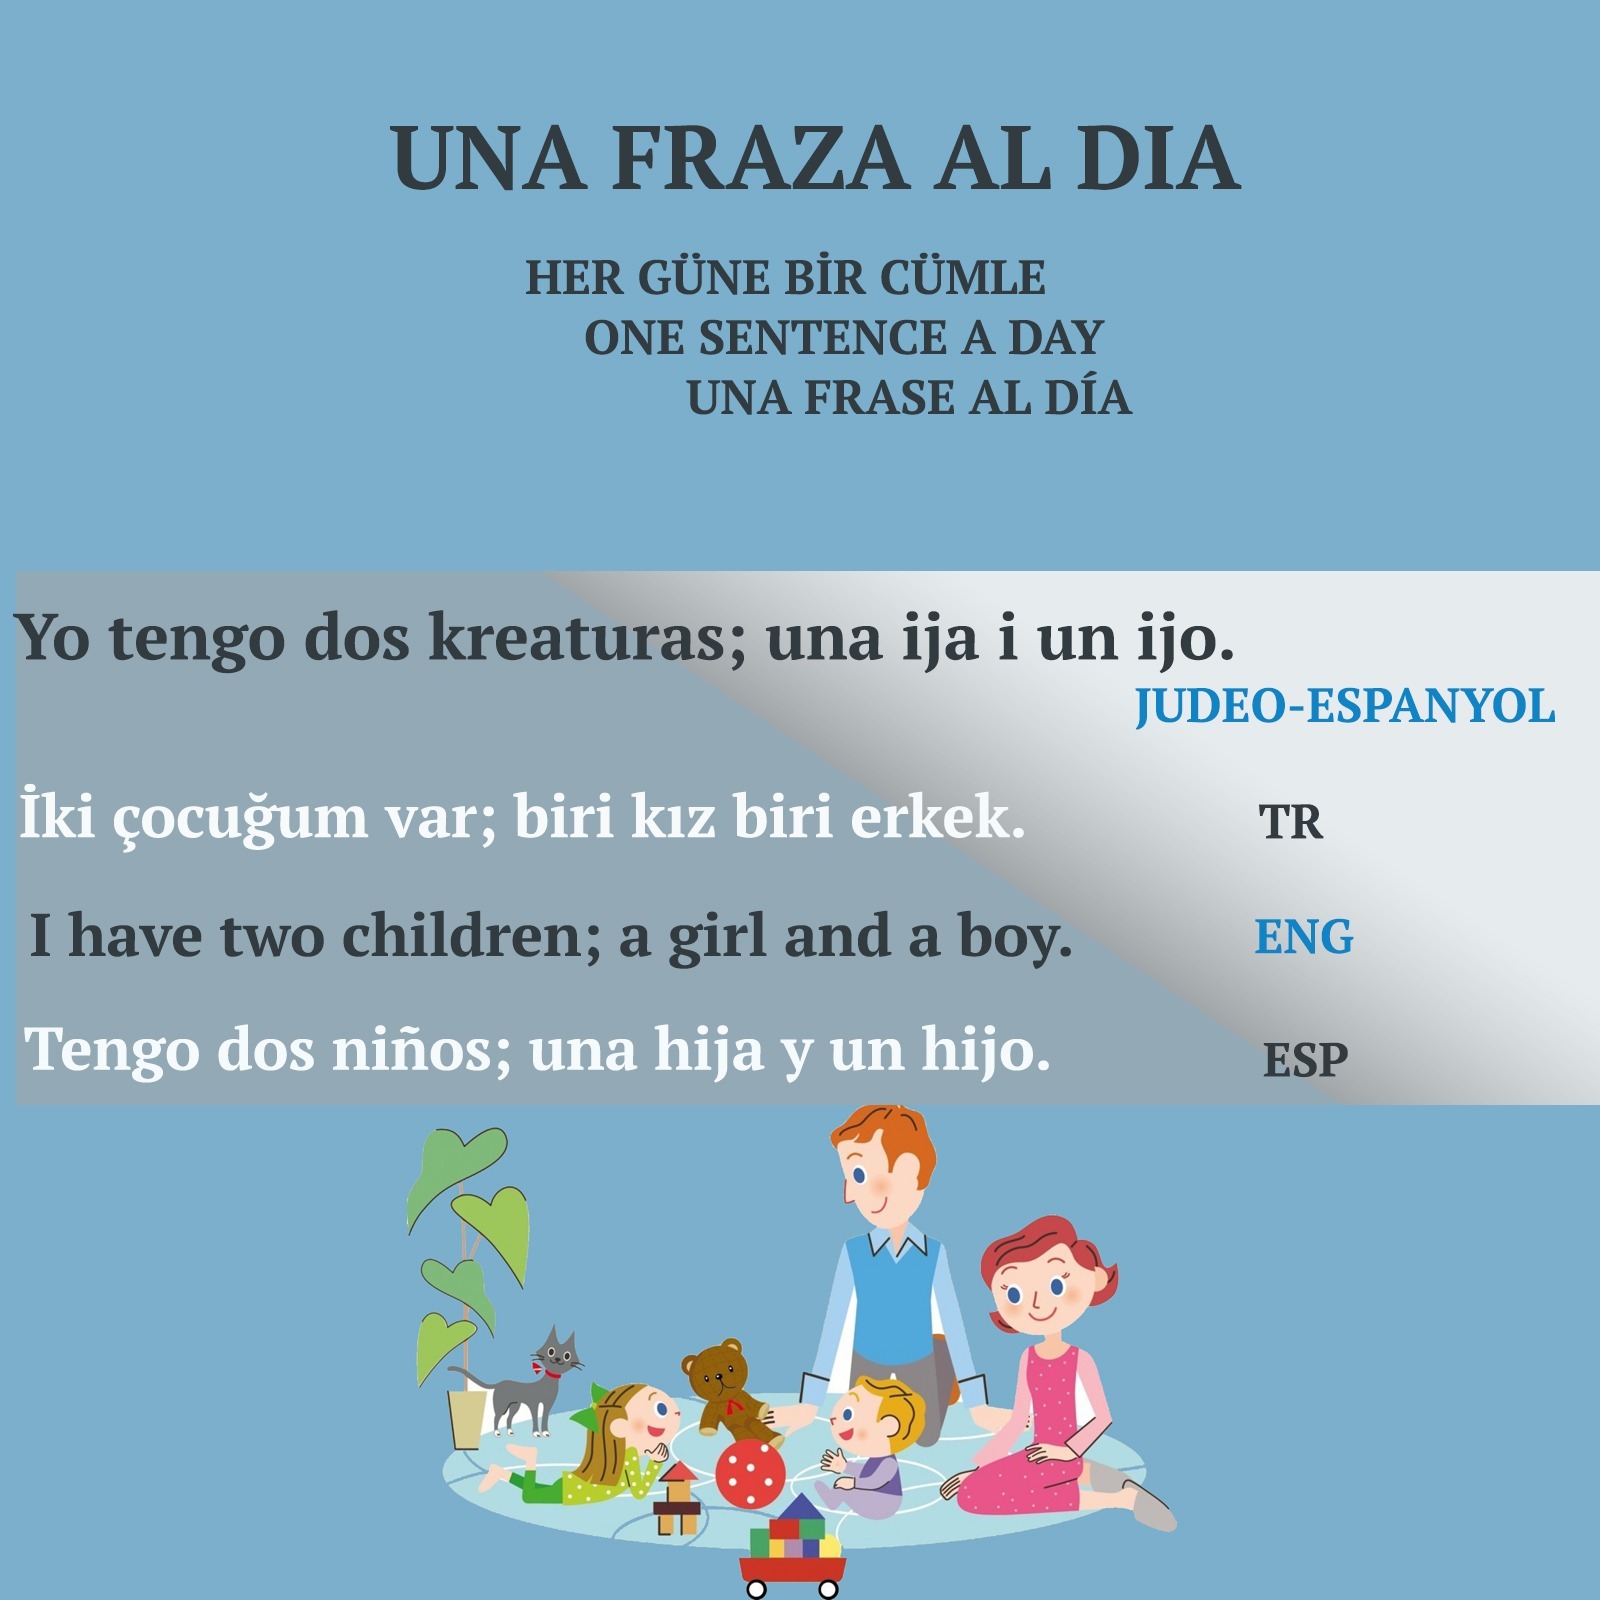 UNA FRAZA AL DIA
HER GÜNE BİR CÜMLE
ONE SENTENCE A DAY
UNA FRASE AL DÍA
Yo tengo dos kreaturas; una ija i un ijo.
JUDEO-ESPANYOL
İki çocuğum var; biri kız biri erkek.
TR
I have two children; a girl and a boy.
ENG
Tengo dos niños; una hija y un hijo.
ESP